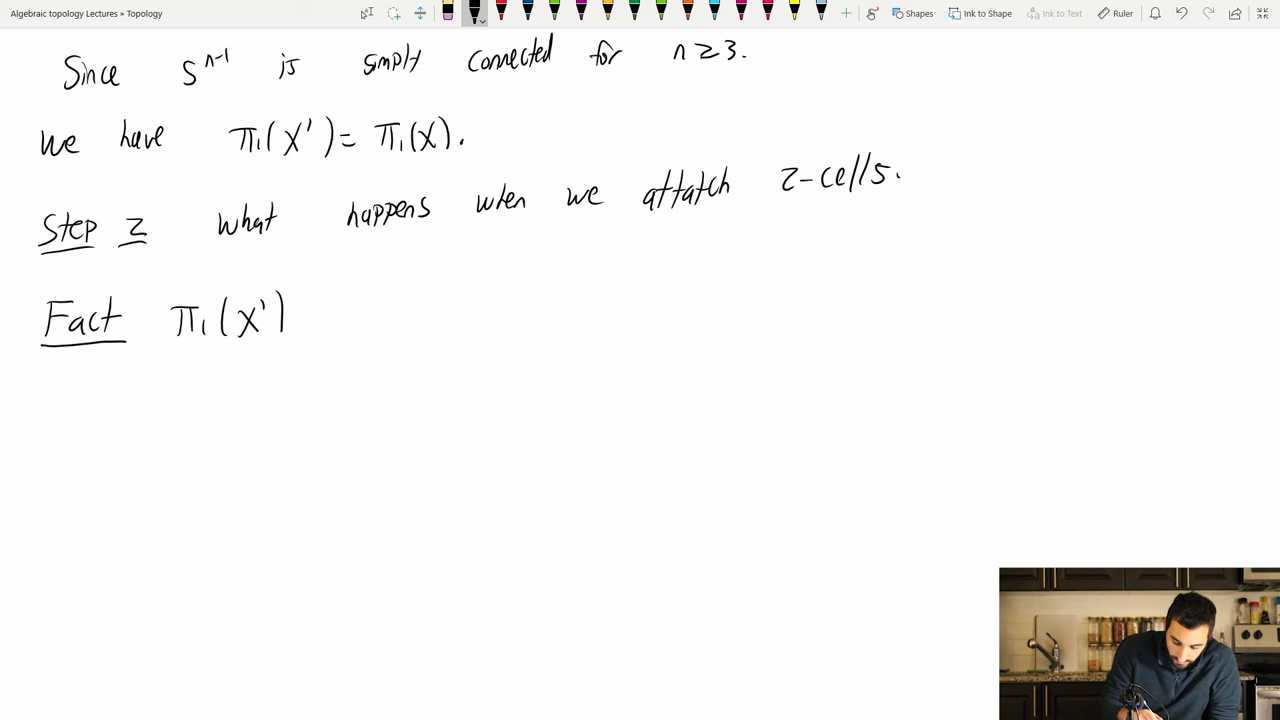 Algebraic topology Lectures » Topology
Shapes Ink to Shape Ink to Text Ruler
Since S^{n-1} is simply connected for n ≥ 3.
We have π₁(X') = π₁(X).
Step 2 What happens when we attatch 2-cells.
Fact π₁(X')